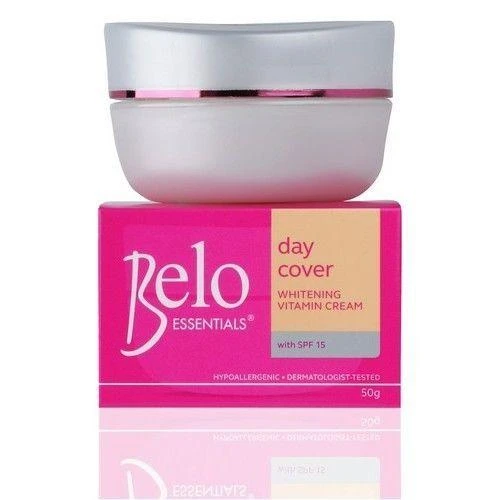 Belo
ESSENTIALS®
day
cover
WHITENING
VITAMIN CREAM
with SPF 15
HYPOALLERGENIC • DERMATOLOGIST-TESTED
50g